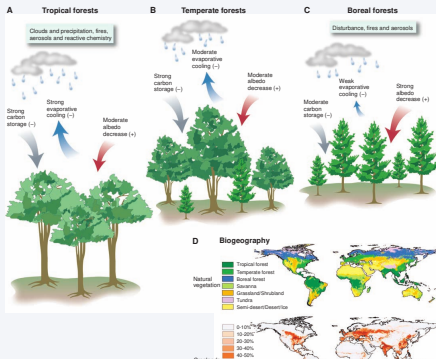 A Tropical forests
Clouds and precipitation, fires,
aerosols and reactive chemistry
Strong
carbon
storage (–)
Strong
evaporative
cooling (–)
Moderate
albedo
decrease (+)
B Temperate forests
Strong
carbon
storage (–)
Moderate
evaporative
cooling (–)
Moderate
albedo
decrease (+)
C Boreal forests
Disturbance, fires and aerosols
Moderate
carbon
storage (–)
Weak
evaporative
cooling (–)
Strong
albedo
decrease (+)
D Biogeography
Natural
vegetation
Tropical forest
Temperate forest
Boreal forest
Savanna
Grassland/Shrubland
Tundra
Semi-desert/Desert/Ice
0-10%
10-20%
20-30%
30-40%
40-50%